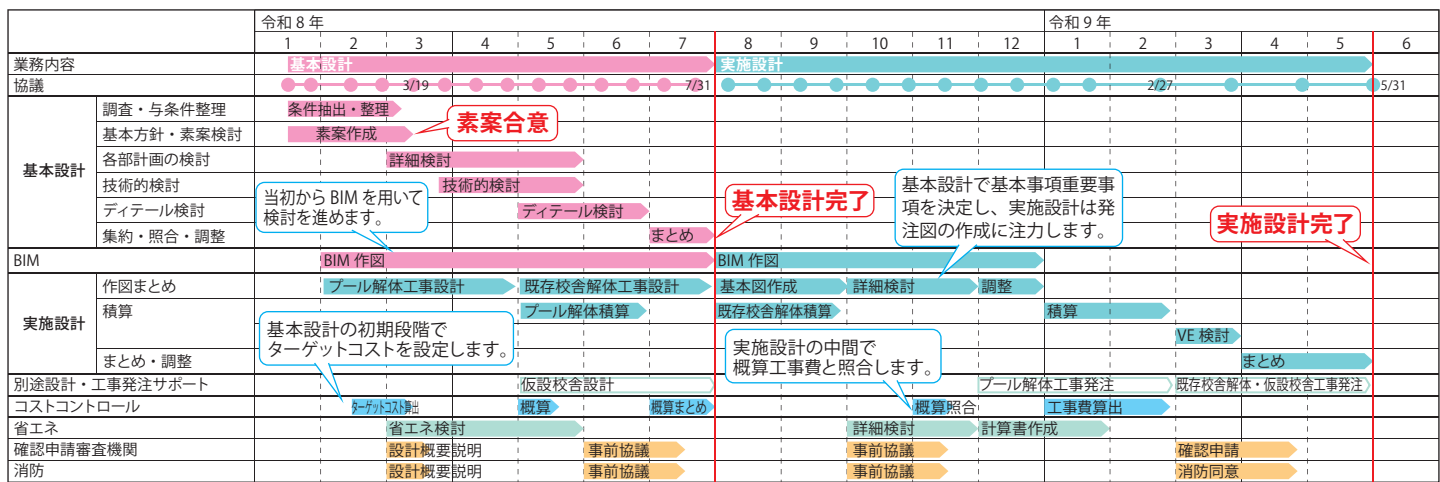 令和 8 年 令和 9 年
1 2 3 4 5 6 7 8 9 10 11 12 1 2 3 4 5 6
業務内容 基本設計 実施設計
協議 3/19 7/31 2/27 5/31
基本設計
調査・与条件整理 条件抽出・整理
基本方針・素案検討 素案作成 素案合意
各部計画の検討 詳細検討
技術的検討 技術的検討
ディテール検討 ディテール検討
集約・照合・調整 まとめ
当初から BIM を用いて
検討を進めます。
基本設計完了
基本設計で基本事項重要事
項を決定し、実施設計は発
注図の作成に注力します。
実施設計完了
BIM BIM 作図 BIM 作図
実施設計
作図まとめ プール解体工事設計 既存校舎解体工事設計 基本図作成 詳細検討 調整
積算 プール解体積算 既存校舎解体積算 積算
VE 検討
まとめ・調整 まとめ
基本設計の初期段階で
ターゲットコストを設定します。
実施設計の中間で
概算工事費と照合します。
別途設計・工事発注サポート 仮設校舎設計 プール解体工事発注 既存校舎解体・仮設校舎工事発注
コストコントロール ターゲットコスト算出 概算 概算まとめ 概算照合 工事費算出
省エネ 省エネ検討 詳細検討 計算書作成
確認申請審査機関 設計概要説明 事前協議 事前協議 確認申請
消防 設計概要説明 事前協議 事前協議 消防同意